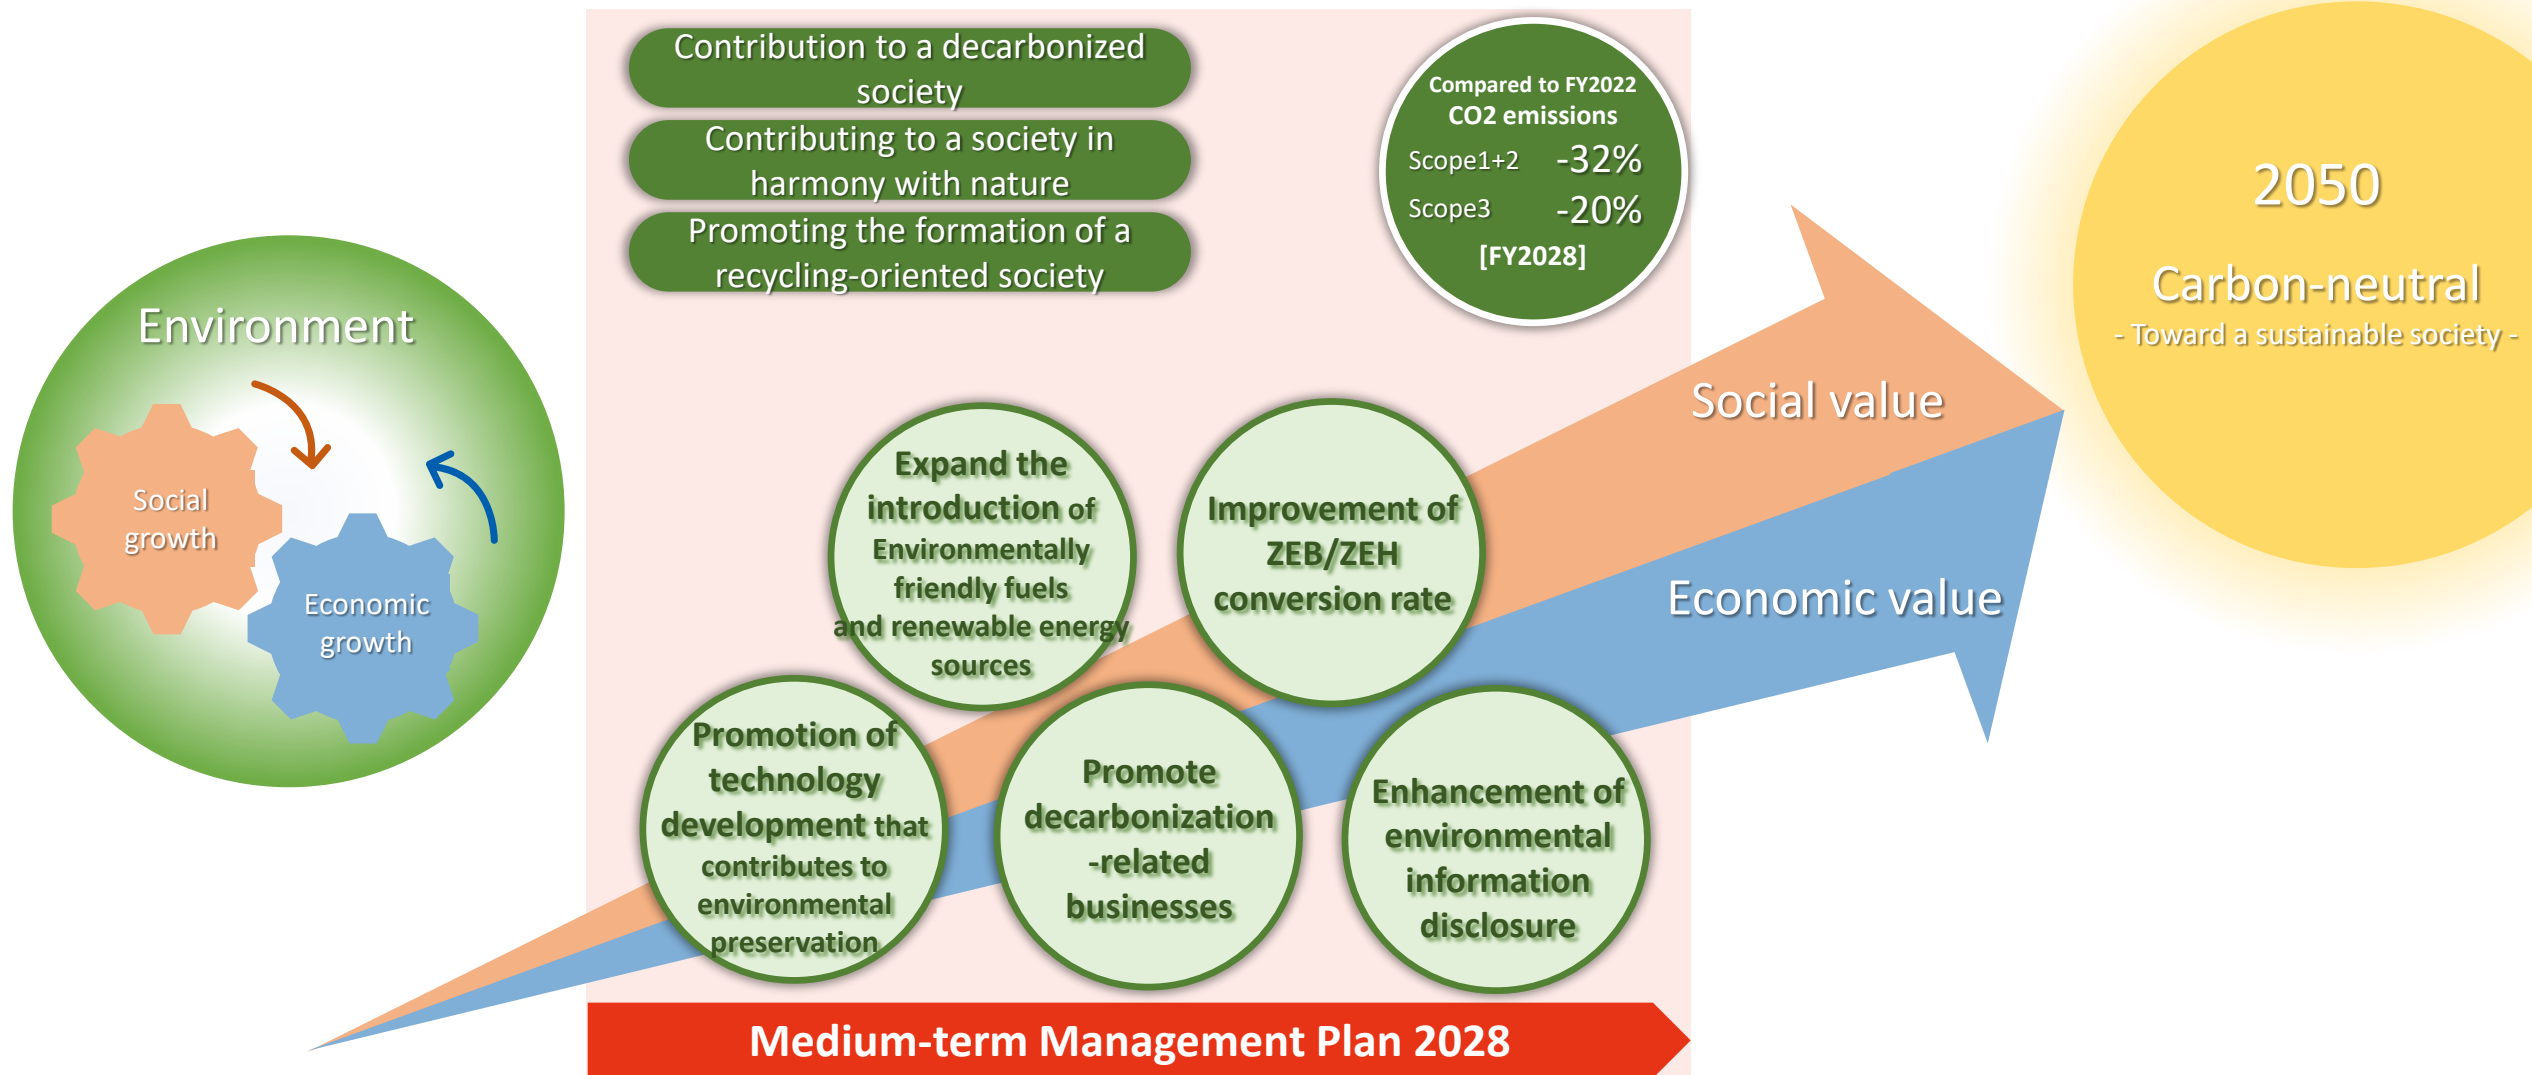 Environment
Social
growth
Economic
growth
Contribution to a decarbonized
society
Contributing to a society in
harmony with nature
Promoting the formation of a
recycling-oriented society
Compared to FY2022
CO2 emissions
Scope1+2 -32%
Scope3 -20%
[FY2028]
Expand the
introduction of
Environmentally
friendly fuels
and renewable energy
sources
Improvement of
ZEB/ZEH
conversion rate
Promotion of
technology
development that
contributes to
environmental
preservation
Promote
decarbonization
-related
businesses
Enhancement of
environmental
information
disclosure
Social value
Economic value
2050
Carbon-neutral
- Toward a sustainable society -
Medium-term Management Plan 2028